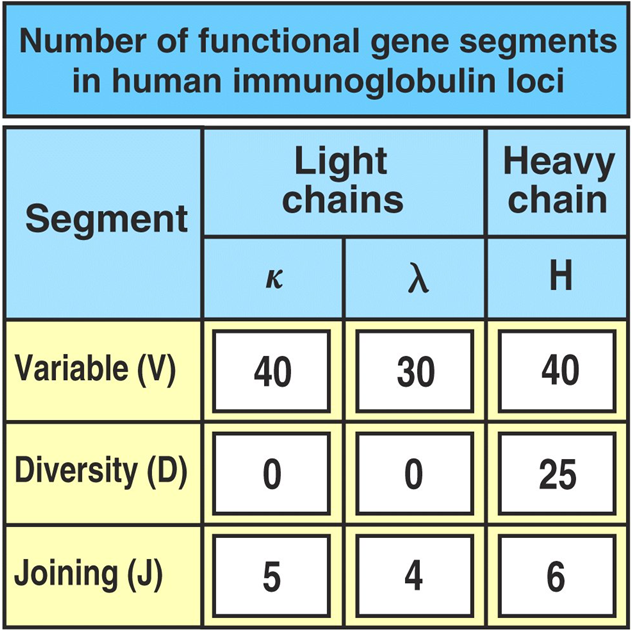 Number of functional gene segments
in human immunoglobulin loci
Segment
Light
chains
Heavy
chain
κ
λ
H
Variable (V)
40
30
40
Diversity (D)
0
0
25
Joining (J)
5
4
6